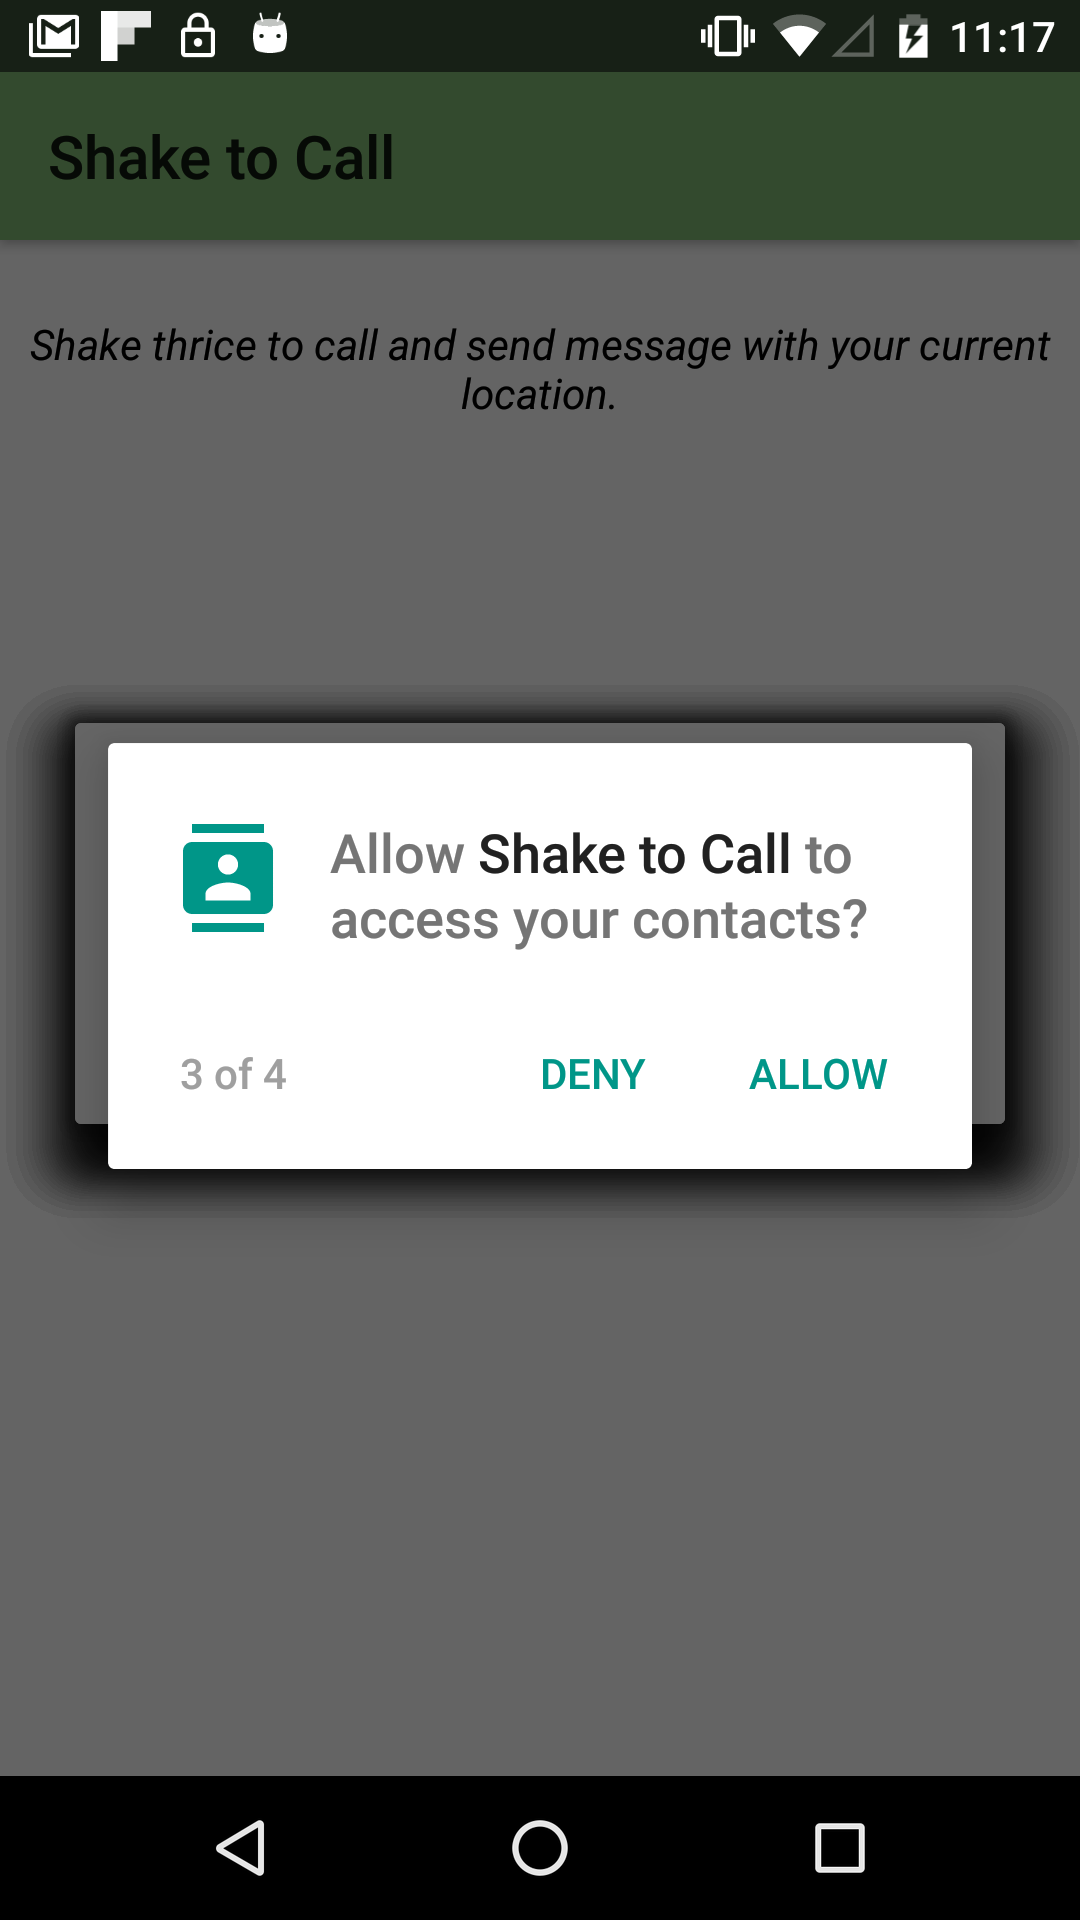 11:17
Shake to Call
Shake thrice to call and send message with your current
location.
Allow Shake to Call to
access your contacts?
3 of 4
DENY
ALLOW